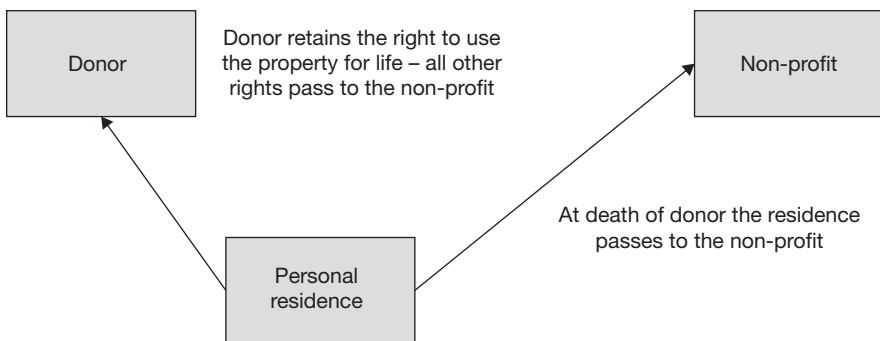 Donor
Donor retains the right to use
the property for life – all other
rights pass to the non-profit
Non-profit
At death of donor the residence
passes to the non-profit
Personal
residence